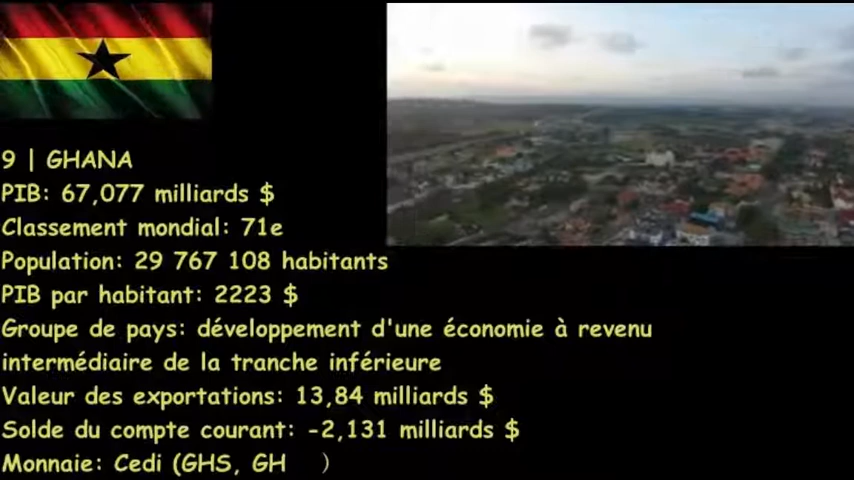 9 | GHANA
PIB: 67,077 milliards $
Classement mondial: 71e
Population: 29 767 108 habitants
PIB par habitant: 2223 $
Groupe de pays: développement d'une économie à revenu
intermédiaire de la tranche inférieure
Valeur des exportations: 13,84 milliards $
Solde du compte courant: -2,131 milliards $
Monnaie: Cedi (GHS, GH )